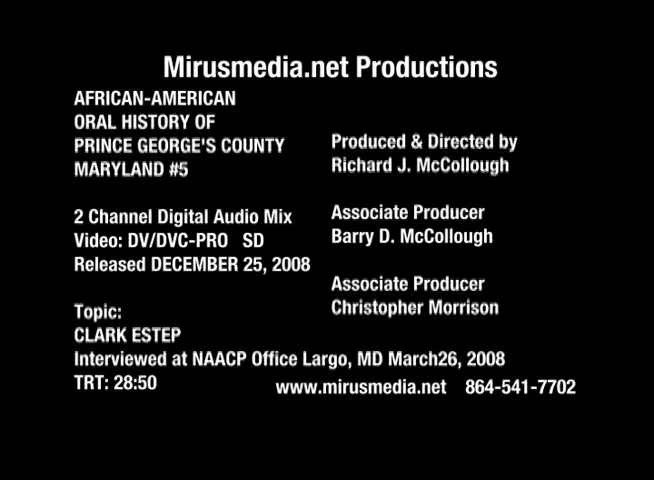 Mirusmedia.net Productions
AFRICAN-AMERICAN
ORAL HISTORY OF
PRINCE GEORGE'S COUNTY
MARYLAND #5
2 Channel Digital Audio Mix
Video: DV/DVC-PRO SD
Released DECEMBER 25, 2008
Produced & Directed by
Richard J. McCollough
Associate Producer
Barry D. McCollough
Associate Producer
Christopher Morrison
Topic:
CLARK ESTEP
Interviewed at NAACP Office Largo, MD March26, 2008
TRT: 28:50
www.mirusmedia.net 864-541-7702